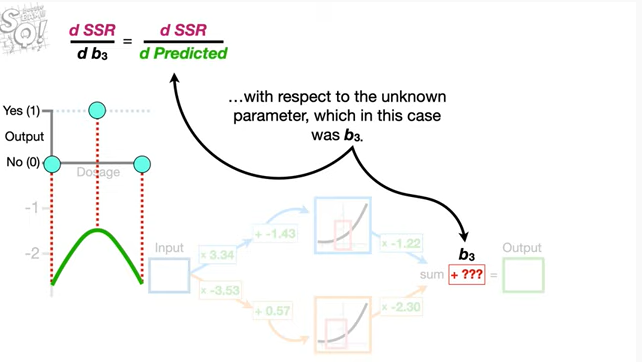 d SSR
d b₃
=
d SSR
d Predicted
…with respect to the unknown
parameter, which in this case
was b₃.
Yes (1)
Output
No (0)
Dosage
-1
-2
Input
x 3.34
+ -1.43
x -1.22
x -3.53
+ 0.57
x -2.30
b₃
sum + ??? =
Output